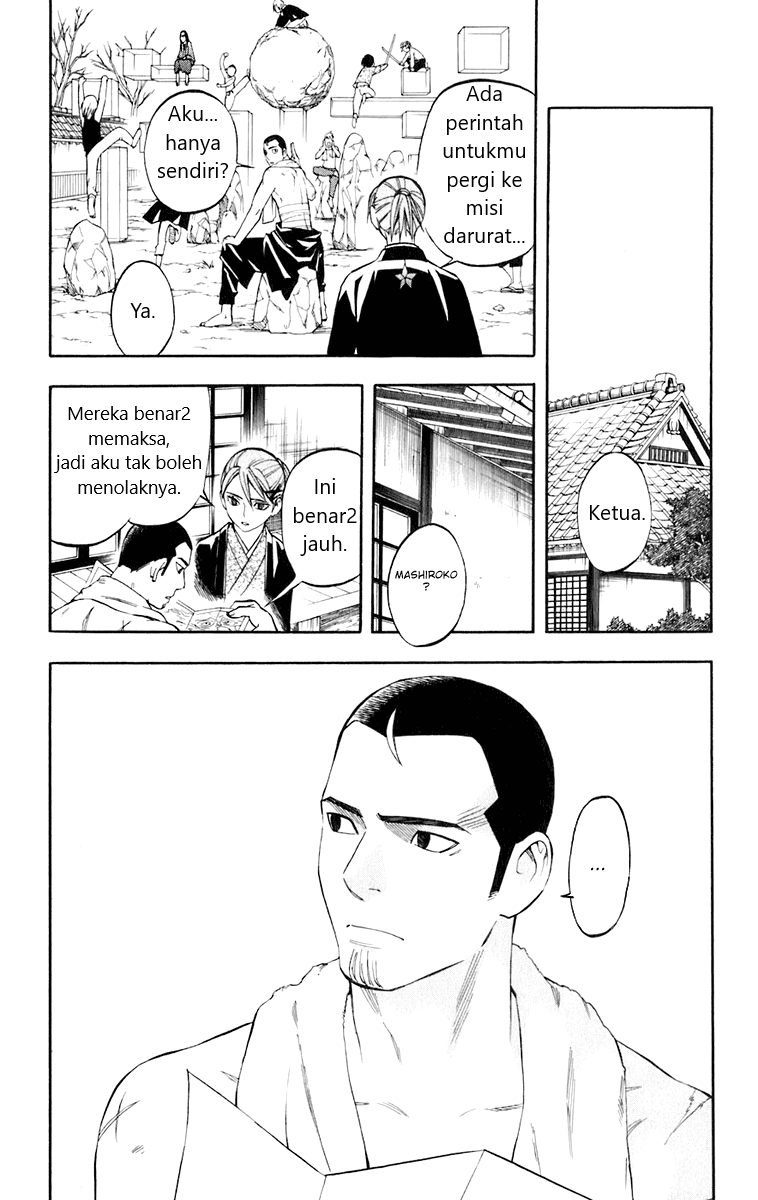 Ketua.
Ada
perintah
untukmu
pergi ke
misi
darurat...
Aku...
hanya
sendiri?
Ya.
MASHIROKO
?
Ini
benar2
jauh.
Mereka benar2
memaksa,
jadi aku tak boleh
menolaknya.
...